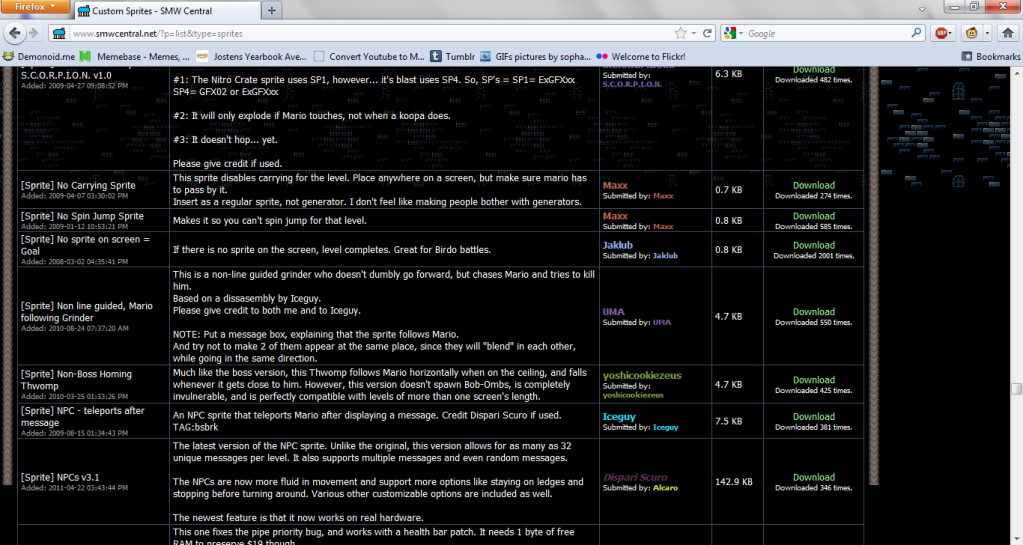 Firefox
Custom Sprites - SMW Central
www.smwcentral.net/?p=list&type=sprites
Google
Demonoid.me
Memebase - Memes, ...
Jostens Yearbook Ave...
Convert Youtube to M...
Tumblr
GIFs pictures by sopha...
Welcome to Flickr!
Bookmarks
S.C.O.R.P.I.O.N. v1.0
Added: 2009-04-27 09:08:52 PM
#1: The Nitro Crate sprite uses SP1, however... it's blast uses SP4. So, SP's = SP1= ExGFXxx
SP4= GFX02 or ExGFXxx
#2: It will only explode if Mario touches, not when a koopa does.
#3: It doesn't hop... yet.
Please give credit if used.
Submitted by:
S.C.O.R.P.I.O.N.
6.3 KB
Download
Downloaded 482 times.
[Sprite] No Carrying Sprite
Added: 2009-04-07 03:30:02 PM
This sprite disables carrying for the level. Place anywhere on a screen, but make sure mario has
to pass by it.
Insert as a regular sprite, not generator. I don't feel like making people bother with generators.
Maxx
Submitted by: Maxx
0.7 KB
Download
Downloaded 274 times.
[Sprite] No Spin Jump Sprite
Added: 2009-01-12 10:53:21 PM
Makes it so you can't spin jump for that level.
Maxx
Submitted by: Maxx
0.8 KB
Download
Downloaded 585 times.
[Sprite] No sprite on screen =
Goal
Added: 2008-03-02 04:35:41 PM
If there is no sprite on the screen, level completes. Great for Birdo battles.
Jaklub
Submitted by: Jaklub
0.8 KB
Download
Downloaded 2001 times.
[Sprite] Non line guided, Mario
following Grinder
Added: 2010-08-24 07:37:20 AM
This is a non-line guided grinder who doesn't dumbly go forward, but chases Mario and tries to kill
him.
Based on a dissasembly by Iceguy.
Please give credit to both me and to Iceguy.
NOTE: Put a message box, explaining that the sprite follows Mario.
And try not to make 2 of them appear at the same place, since they will "blend" in each other,
while going in the same direction.
UMA
Submitted by: UMA
4.7 KB
Download
Downloaded 550 times.
[Sprite] Non-Boss Homing
Thwomp
Added: 2010-03-25 01:33:26 PM
Much like the boss version, this Thwomp follows Mario horizontally when on the ceiling, and falls
whenever it gets close to him. However, this version doesn't spawn Bob-Ombs, is completely
invulnerable, and is perfectly compatible with levels of more than one screen's length.
yoshicookiezeus
Submitted by:
yoshicookiezeus
4.7 KB
Download
Downloaded 425 times.
[Sprite] NPC - teleports after
message
Added: 2009-08-15 01:34:43 PM
An NPC sprite that teleports Mario after displaying a message. Credit Dispari Scuro if used.
TAG:bsbrk
Iceguy
Submitted by: Iceguy
7.5 KB
Download
Downloaded 381 times.
[Sprite] NPCs v3.1
Added: 2011-04-22 03:43:44 PM
The latest version of the NPC sprite. Unlike the original, this version allows for as many as 32
unique messages per level. It also supports multiple messages and even random messages.
The NPCs are now more fluid in movement and support more options like staying on ledges and
stopping before turning around. Various other customizable options are included as well.
The newest feature is that it now works on real hardware.
Dispari Scuro
Submitted by: Alcaro
142.9 KB
Download
Downloaded 346 times.
This one fixes the pipe priority bug, and works with a health bar patch. It needs 1 byte of free
RAM to preserve $19 though.